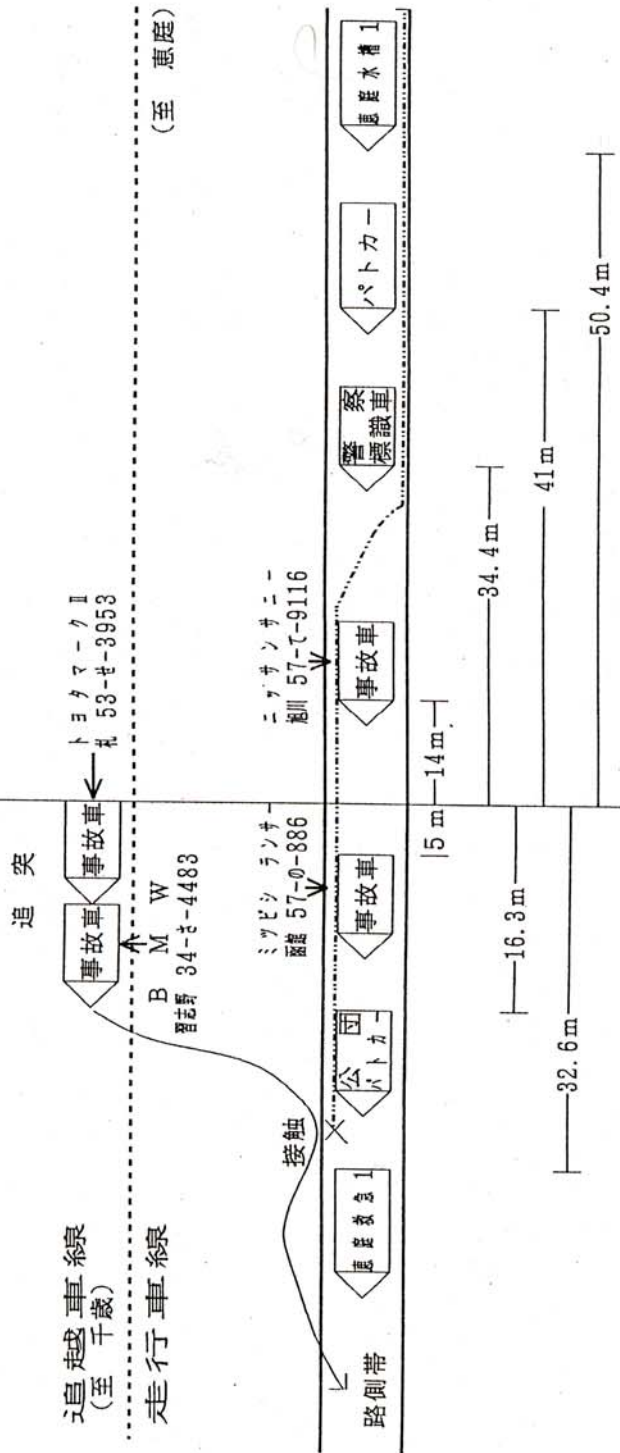 追越車線
(至 千歳)
走行車線
(至 恵庭)
追 突
事故車
事故車
トヨタマークⅡ
札 53-せ-3953
B M W
習志野 34-さ-4483
ミツビシ ランサー
函館 57-の-886
ニッサンサニー
旭川 57-て-9116
接触
路側帯
恵庭救急1
公団
パトカー
事故車
事故車
警察
標識車
パトカー
恵庭水槽1
5m
14m
16.3m
34.4m
32.6m
41m
50.4m